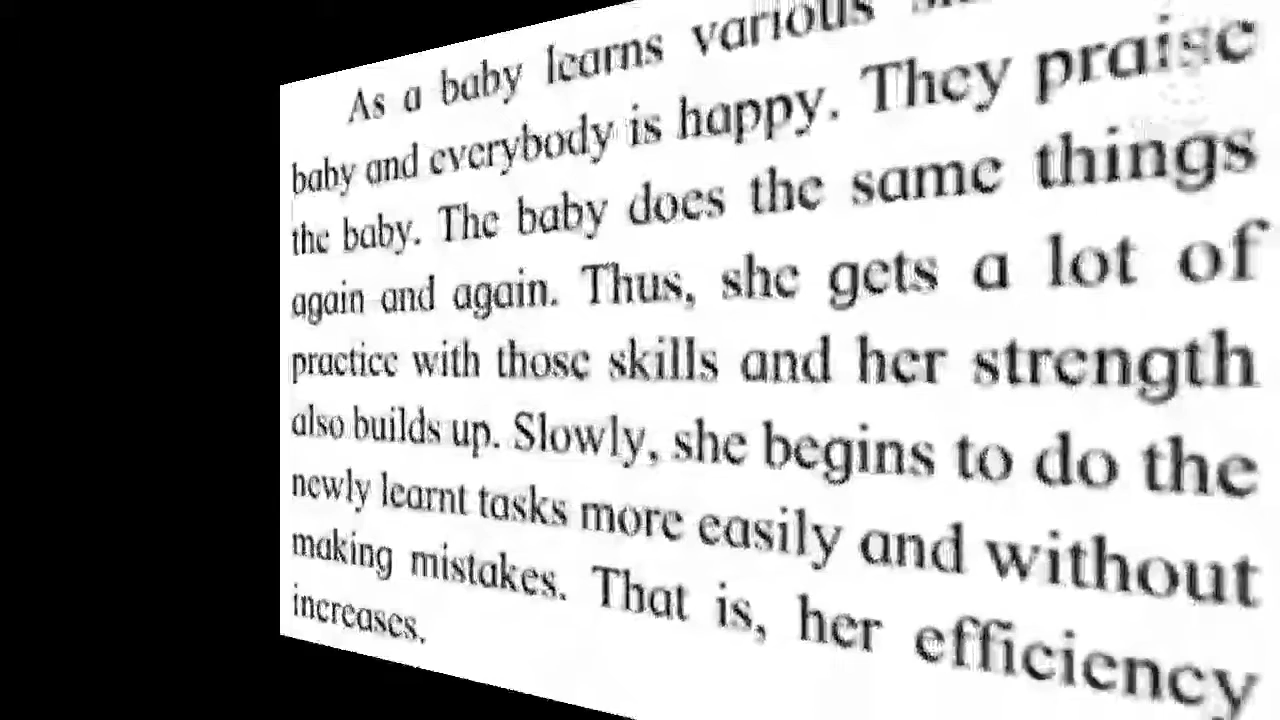 As a baby learns various
baby and everybody is happy. They praise
the baby. The baby does the same things
again and again. Thus, she gets a lot of
practice with those skills and her strength
also builds up. Slowly, she begins to do the
newly learnt tasks more easily and without
making mistakes. That is, her efficiency
increases.